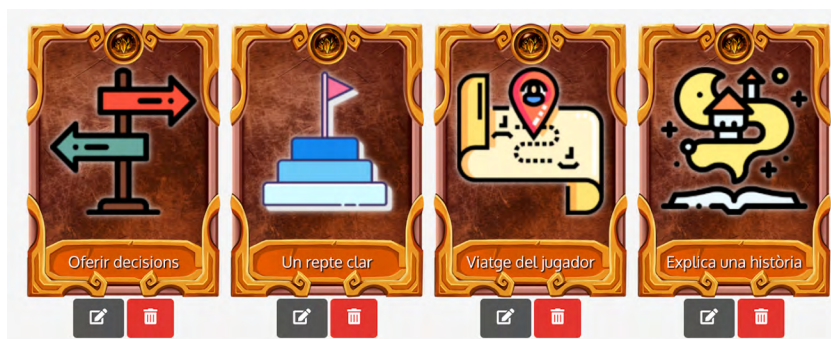 Oferir decisions
Un repte clar
Viatge del jugador
Explica una història